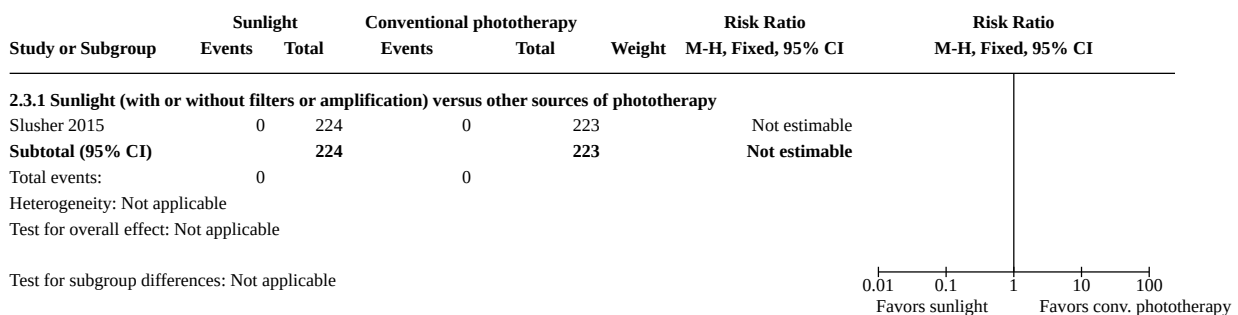 Sunlight Conventional phototherapy Risk Ratio Risk Ratio
Study or Subgroup Events Total Events Total Weight M-H, Fixed, 95% CI M-H, Fixed, 95% CI
2.3.1 Sunlight (with or without filters or amplification) versus other sources of phototherapy
Slusher 2015 0 224 0 223 Not estimable
Subtotal (95% CI) 224 223 Not estimable
Total events: 0 0
Heterogeneity: Not applicable
Test for overall effect: Not applicable
Test for subgroup differences: Not applicable
0.01 0.1 1 10 100
Favors sunlight Favors conv. phototherapy